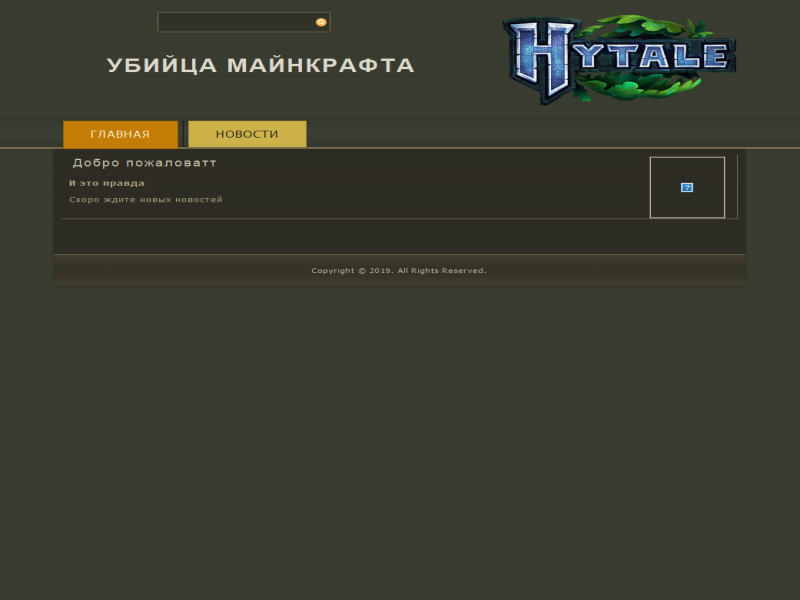 УБИЙЦА МАЙНКРАФТА
HYTALE
ГЛАВНАЯ
НОВОСТИ
Добро пожаловатт
И это правда
Скоро ждите новых новостей
?
Copyright © 2019. All Rights Reserved.